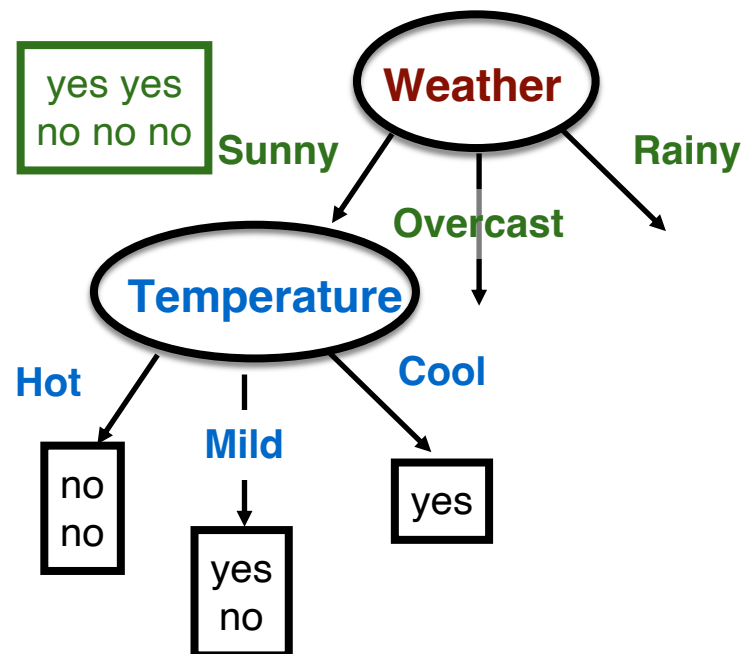 yes yes
no no no
Weather
Sunny
Rainy
Overcast
Temperature
Hot
Cool
Mild
no
no
yes
no
yes